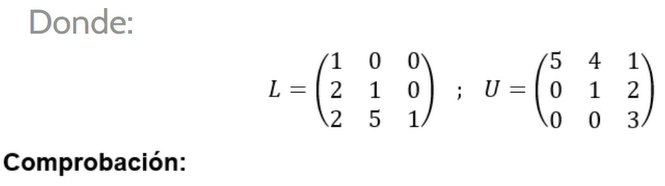 Donde:
L = (1 0 0; 2 1 0; 2 5 1) ; U = (5 4 1; 0 1 2; 0 0 3)
Comprobación: